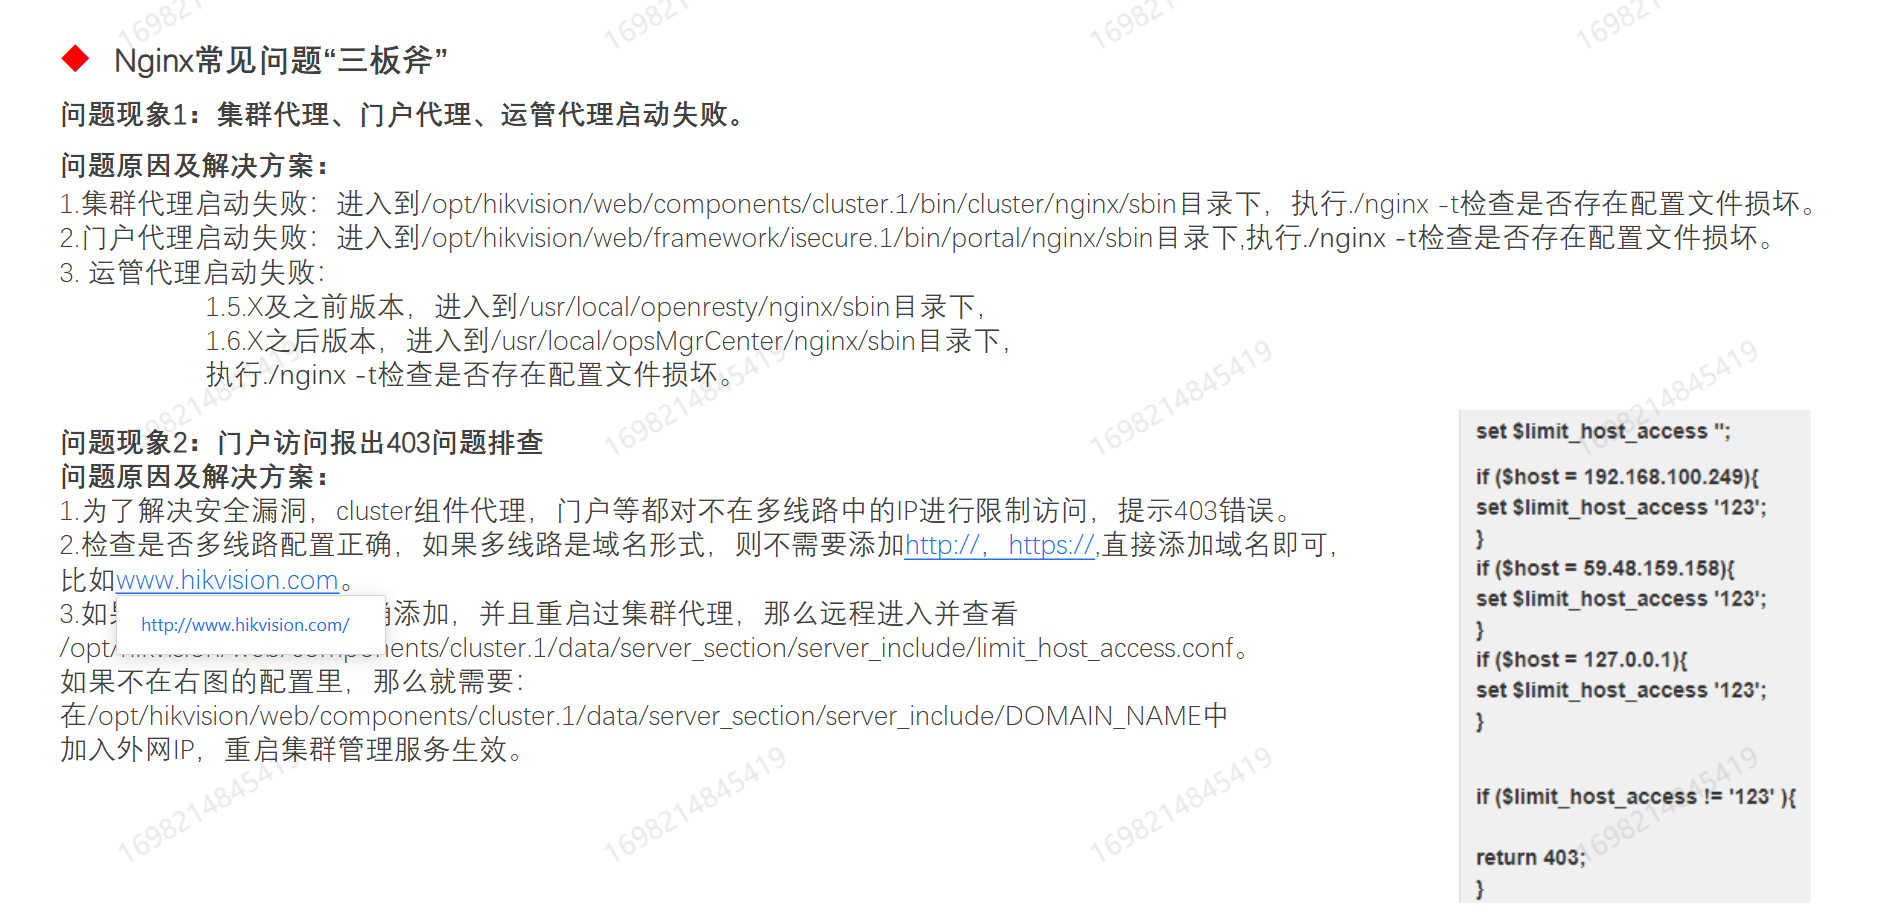 Nginx常见问题“三板斧”
问题现象1：集群代理、门户代理、运管代理启动失败。
问题原因及解决方案：
1.集群代理启动失败：进入到/opt/hikvision/web/components/cluster.1/bin/cluster/nginx/sbin目录下，执行./nginx -t检查是否存在配置文件损坏。
2.门户代理启动失败：进入到/opt/hikvision/web/framework/isecure.1/bin/portal/nginx/sbin目录下,执行./nginx -t检查是否存在配置文件损坏。
3. 运管代理启动失败：
1.5.X及之前版本，进入到/usr/local/openresty/nginx/sbin目录下，
1.6.X之后版本，进入到/usr/local/opsMgrCenter/nginx/sbin目录下，
执行./nginx -t检查是否存在配置文件损坏。
问题现象2：门户访问报出403问题排查
问题原因及解决方案：
1.为了解决安全漏洞，cluster组件代理，门户等都对不在多线路中的IP进行限制访问，提示403错误。
2.检查是否多线路配置正确，如果多线路是域名形式，则不需要添加http://，https://,直接添加域名即可，
比如www.hikvision.com。
3.如 添加，并且重启过集群代理，那么远程进入并查看
http://www.hikvision.com/
/opt/ nents/cluster.1/data/server_section/server_include/limit_host_access.conf。
如果不在右图的配置里，那么就需要：
在/opt/hikvision/web/components/cluster.1/data/server_section/server_include/DOMAIN_NAME中
加入外网IP，重启集群管理服务生效。
set $limit_host_access '';
if ($host = 192.168.100.249){
set $limit_host_access '123';
}
if ($host = 59.48.159.158){
set $limit_host_access '123';
}
if ($host = 127.0.0.1){
set $limit_host_access '123';
}
if ($limit_host_access != '123' ){
return 403;
}
1698214845419
1698214845419
1698214845419
1698214845419
1698214845419
1698214845419
1698214845419
1698214845419